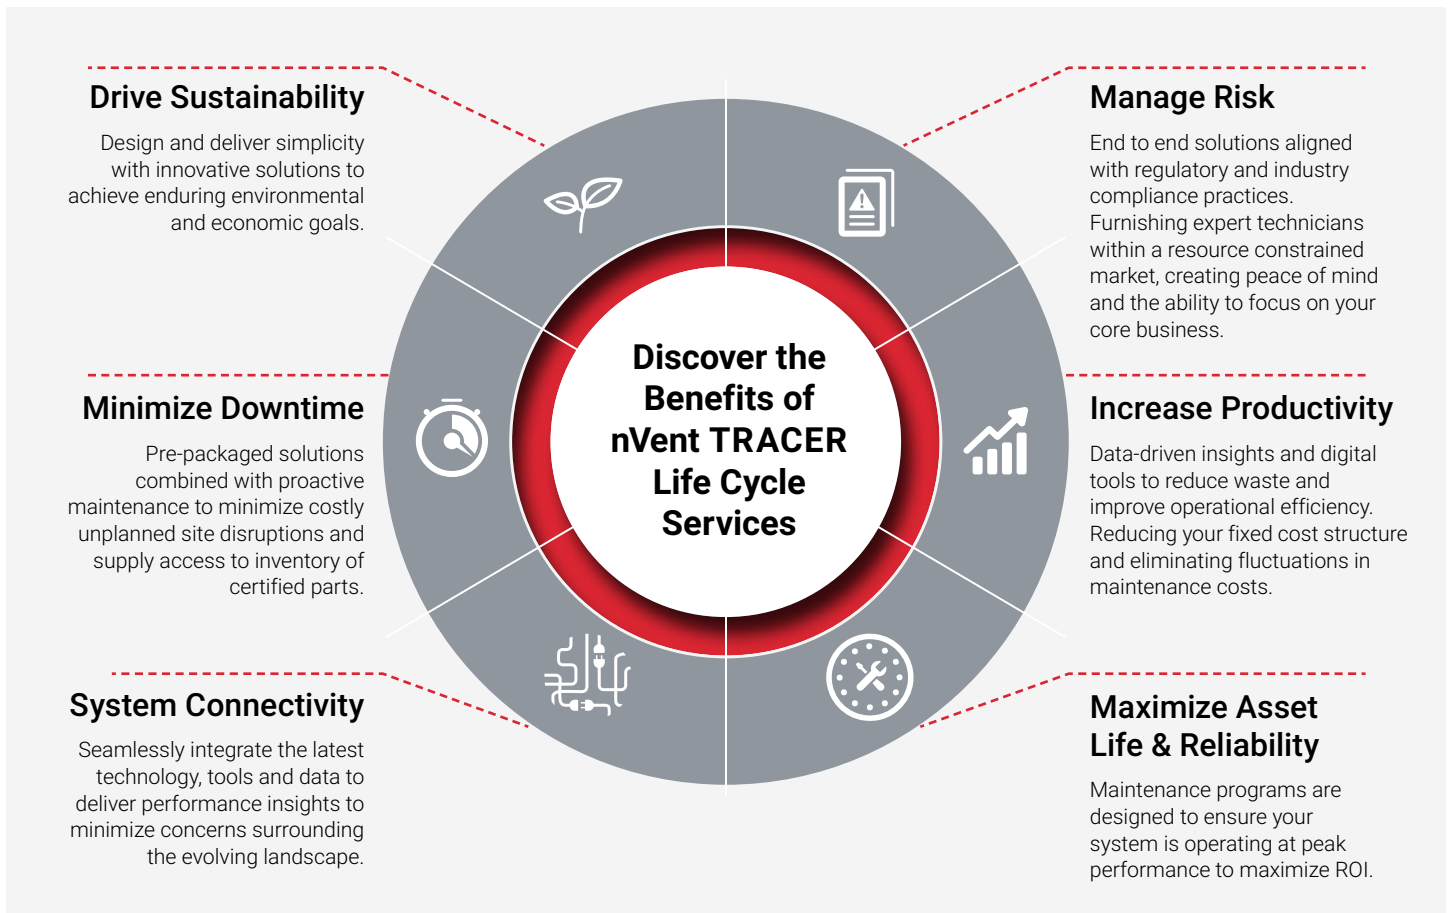 Drive Sustainability
Design and deliver simplicity
with innovative solutions to
achieve enduring environmental
and economic goals.
Minimize Downtime
Pre-packaged solutions
combined with proactive
maintenance to minimize costly
unplanned site disruptions and
supply access to inventory of
certified parts.
System Connectivity
Seamlessly integrate the latest
technology, tools and data to
deliver performance insights to
minimize concerns surrounding
the evolving landscape.
Discover the
Benefits of
nVent TRACER
Life Cycle
Services
Manage Risk
End to end solutions aligned
with regulatory and industry
compliance practices.
Furnishing expert technicians
within a resource constrained
market, creating peace of mind
and the ability to focus on your
core business.
Increase Productivity
Data-driven insights and digital
tools to reduce waste and
improve operational efficiency.
Reducing your fixed cost structure
and eliminating fluctuations in
maintenance costs.
Maximize Asset
Life & Reliability
Maintenance programs are
designed to ensure your
system is operating at peak
performance to maximize ROI.